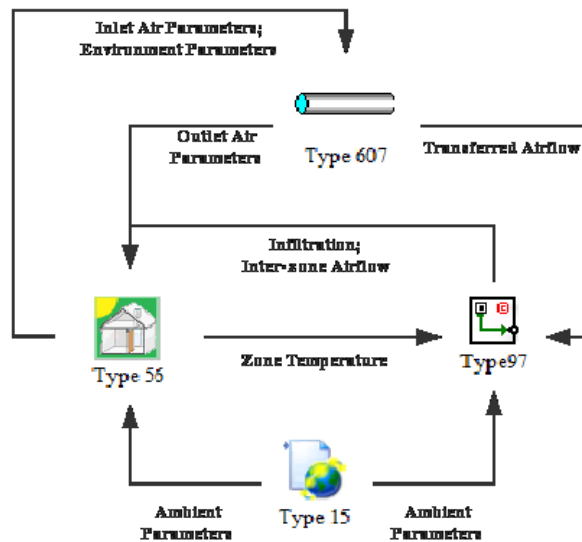 Inlet Air Parameters;
Environment Parameters
Outlet Air
Parameters
Type 607
Transferred Airflow
Infiltration;
Inter-zone Airflow
Type 56
Zone Temperature
Type97
Type 15
Ambient
Parameters
Ambient
Parameters